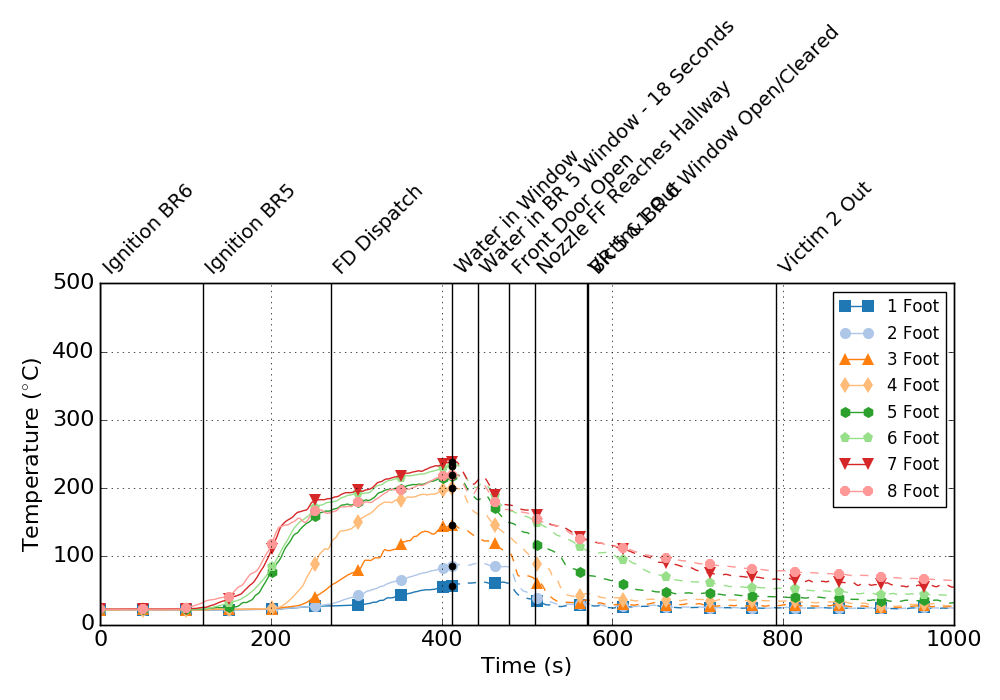 Ignition BR6
Ignition BR5
FD Dispatch
Water in Window
Water in BR 5 Window - 18 Seconds
Front Door Open
Nozzle FF Reaches Hallway
Victim 1 Out
BR 5 & BR 6 Window Open/Cleared
Victim 2 Out
500
400
300
200
100
0
Temperature (°C)
0
200
400
600
800
1000
Time (s)
1 Foot
2 Foot
3 Foot
4 Foot
5 Foot
6 Foot
7 Foot
8 Foot